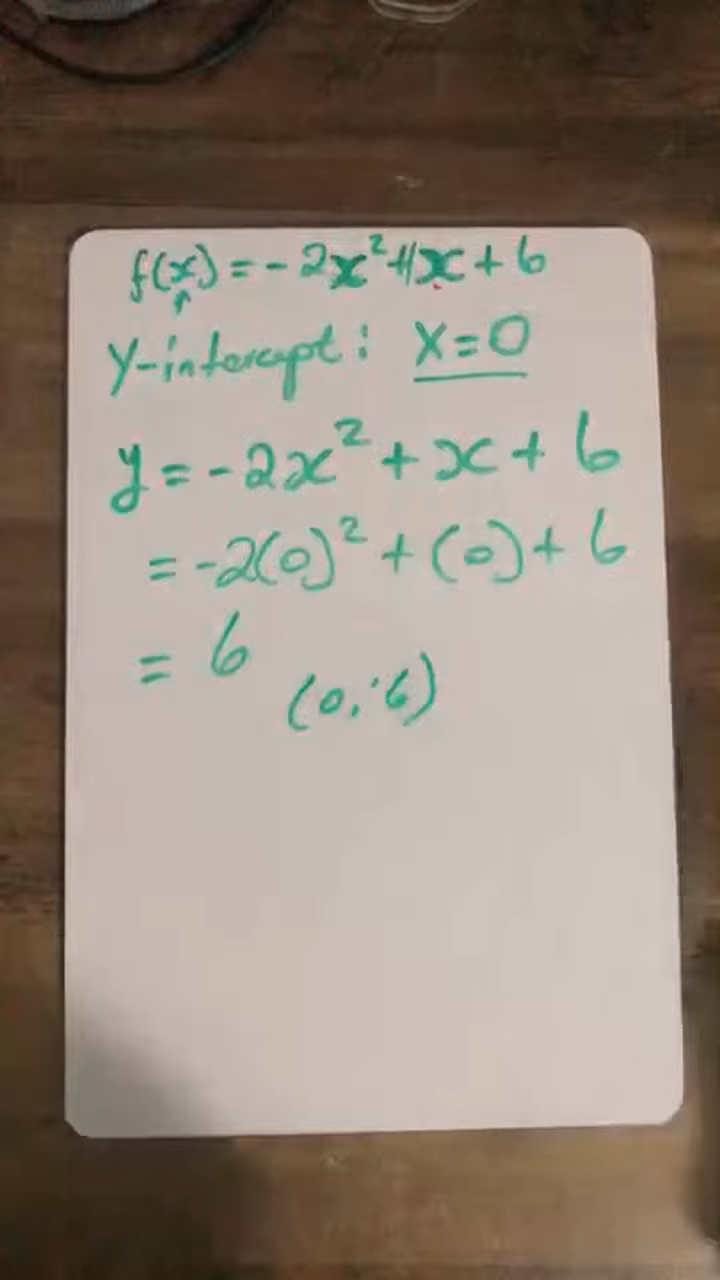 f(x) = - 2x² + x + 6
Y-intercept: X=0
y = - 2x² + x + 6
= -2(0)² + (0) + 6
= 6
(0, 6)